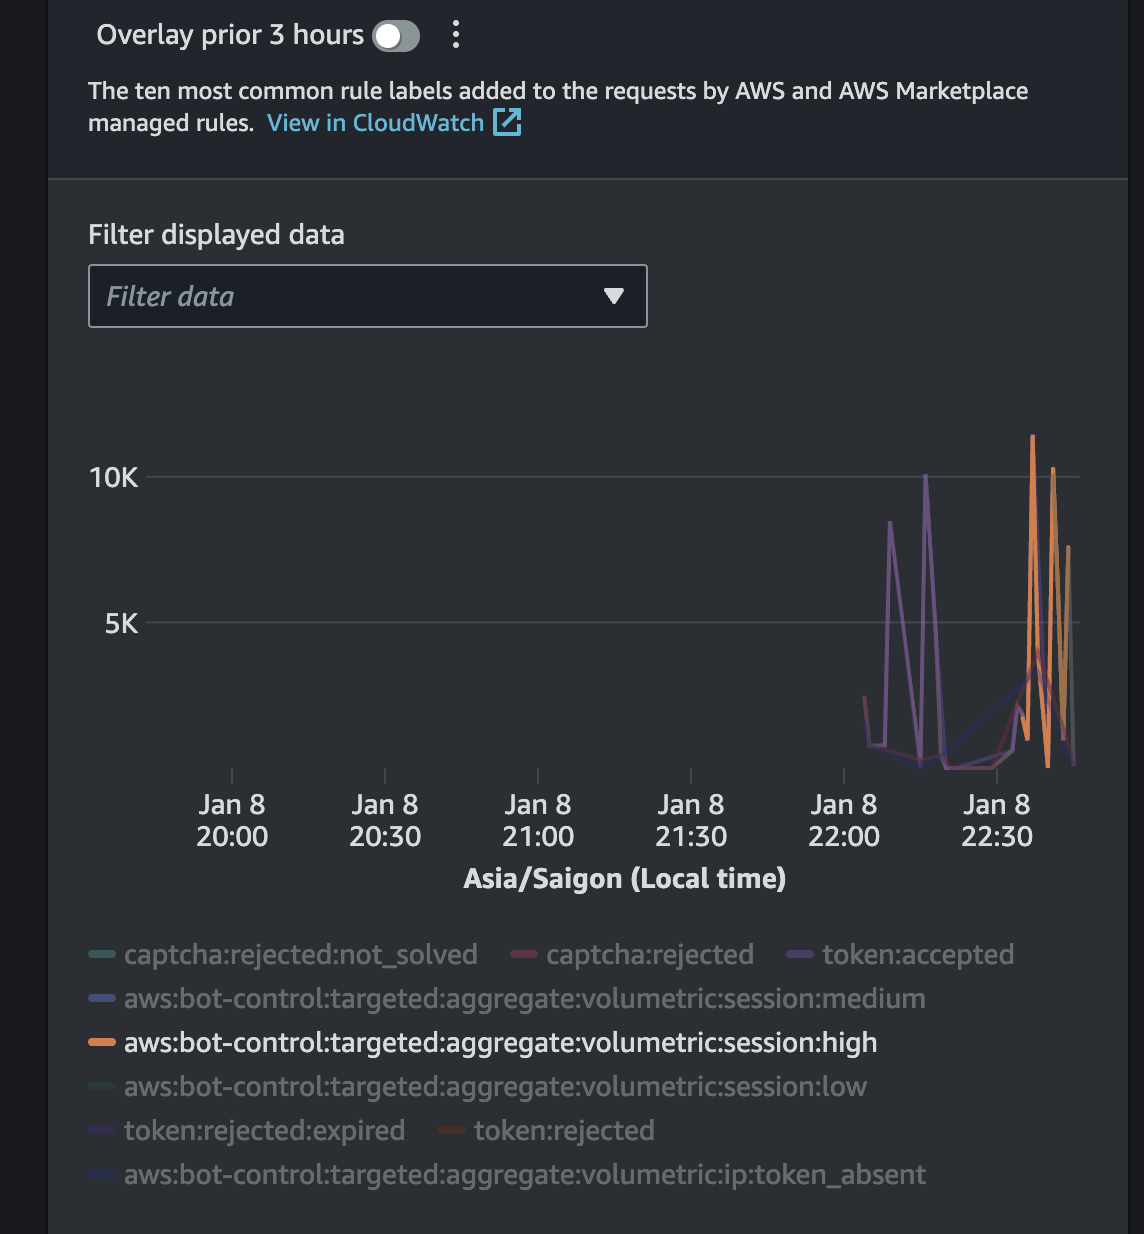 Overlay prior 3 hours
The ten most common rule labels added to the requests by AWS and AWS Marketplace
managed rules. View in CloudWatch
Filter displayed data
Filter data
10K
5K
Jan 8 Jan 8 Jan 8 Jan 8 Jan 8 Jan 8
20:00 20:30 21:00 21:30 22:00 22:30
Asia/Saigon (Local time)
captcha:rejected:not_solved captcha:rejected token:accepted
aws:bot-control:targeted:aggregate:volumetric:session:medium
aws:bot-control:targeted:aggregate:volumetric:session:high
aws:bot-control:targeted:aggregate:volumetric:session:low
token:rejected:expired token:rejected
aws:bot-control:targeted:aggregate:volumetric:ip:token_absent